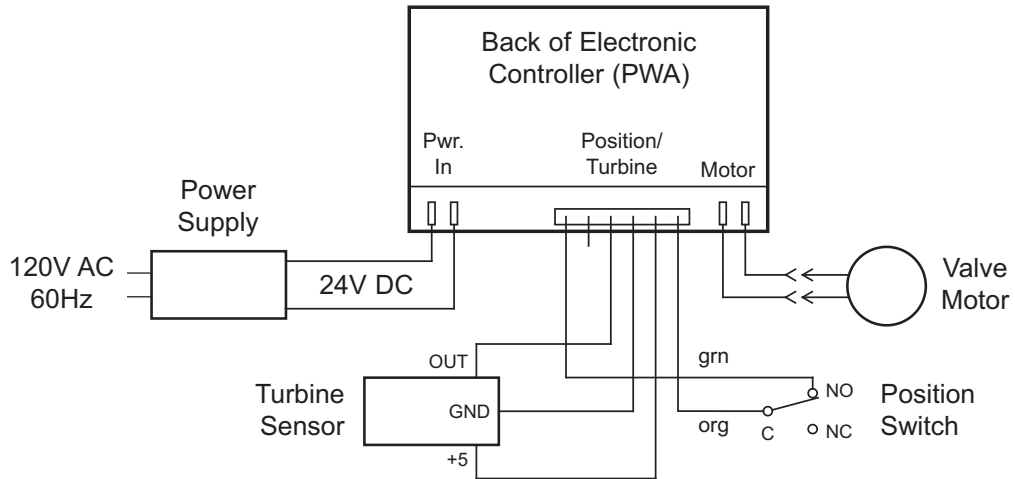 Back of Electronic
Controller (PWA)
Pwr.
In
Position/
Turbine
Motor
Power
Supply
120V AC
60Hz
24V DC
Valve
Motor
OUT
GND
+5
Turbine
Sensor
grn
org
NO
C
NC
Position
Switch